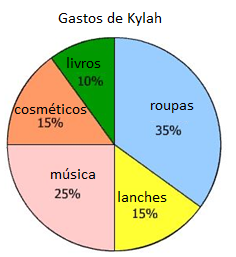 Gastos de Kylah
livros
10%
roupas
35%
cosméticos
15%
música
25%
lanches
15%